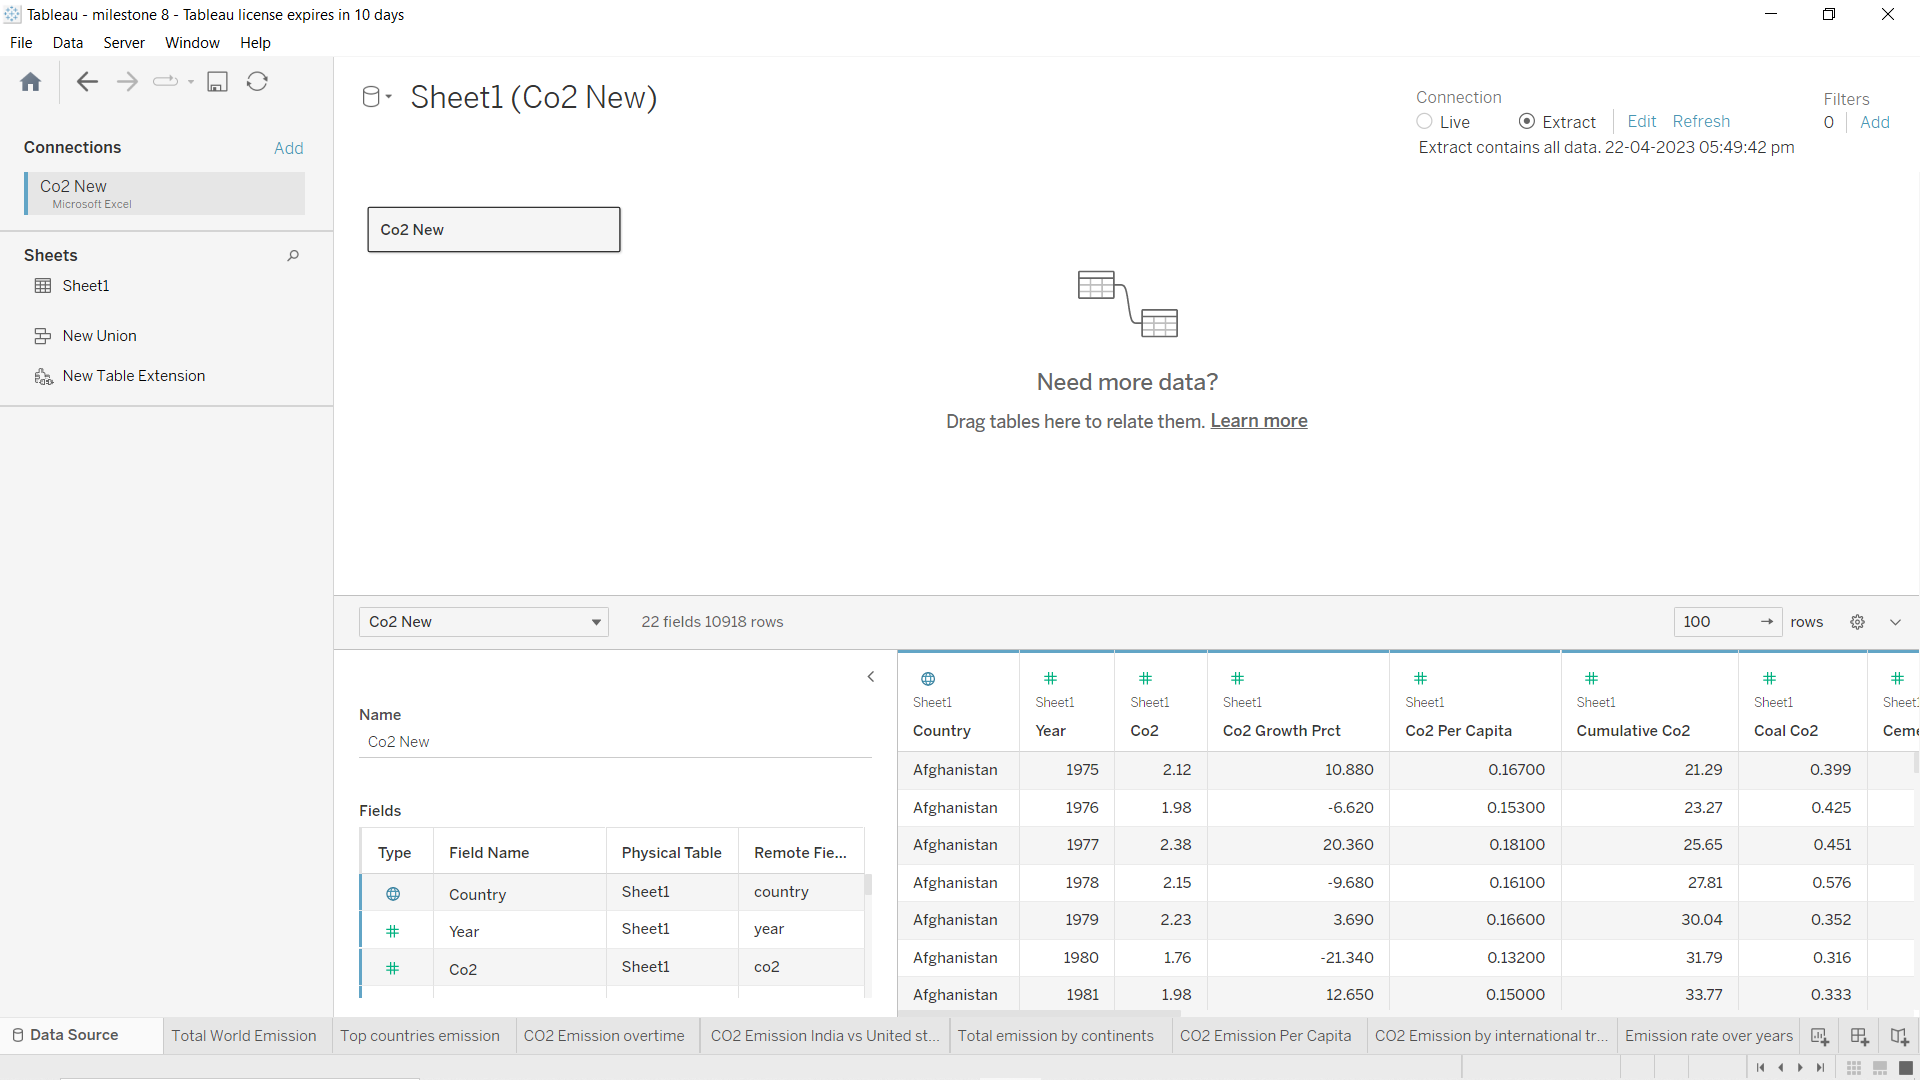 Tableau - milestone 8 - Tableau license expires in 10 days
File Data Server Window Help
Connections Add
Co2 New
Microsoft Excel
Sheets
Sheet1
New Union
New Table Extension
Sheet1 (Co2 New)
Connection
Live Extract Edit Refresh
Extract contains all data. 22-04-2023 05:49:42 pm
Filters
0 Add
Co2 New
Need more data?
Drag tables here to relate them. Learn more
Co2 New 22 fields 10918 rows 100 → rows
Name
Co2 New
Fields
Type Field Name Physical Table Remote Fie...
Country Sheet1 country
# Year Sheet1 year
# Co2 Sheet1 co2
# # # # # # #
Sheet1 Sheet1 Sheet1 Sheet1 Sheet1 Sheet1 Sheet1 Sheet1
Country Year Co2 Co2 Growth Prct Co2 Per Capita Cumulative Co2 Coal Co2 Ceme
Afghanistan 1975 2.12 10.880 0.16700 21.29 0.399
Afghanistan 1976 1.98 -6.620 0.15300 23.27 0.425
Afghanistan 1977 2.38 20.360 0.18100 25.65 0.451
Afghanistan 1978 2.15 -9.680 0.16100 27.81 0.576
Afghanistan 1979 2.23 3.690 0.16600 30.04 0.352
Afghanistan 1980 1.76 -21.340 0.13200 31.79 0.316
Afghanistan 1981 1.98 12.650 0.15000 33.77 0.333
Data Source Total World Emission Top countries emission CO2 Emission overtime CO2 Emission India vs United st... Total emission by continents CO2 Emission Per Capita CO2 Emission by international tr... Emission rate over years